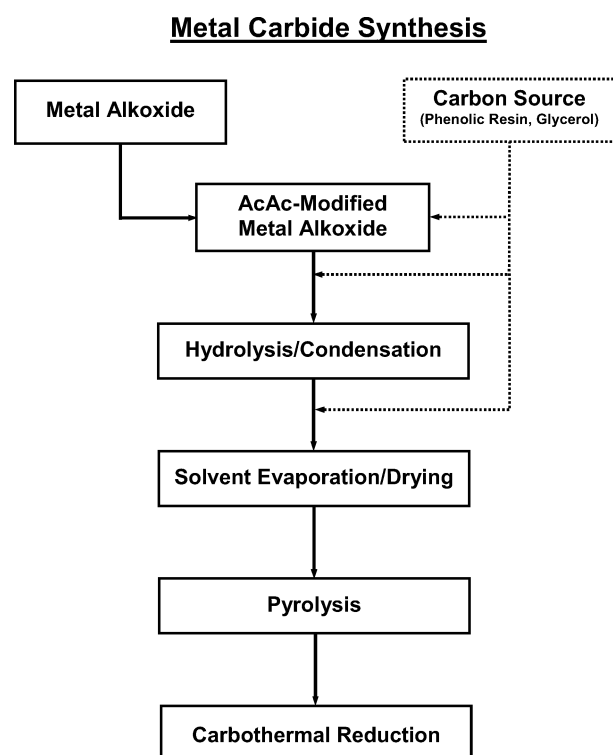 Metal Carbide Synthesis
Metal Alkoxide
Carbon Source
(Phenolic Resin, Glycerol)
AcAc-Modified
Metal Alkoxide
Hydrolysis/Condensation
Solvent Evaporation/Drying
Pyrolysis
Carbothermal Reduction